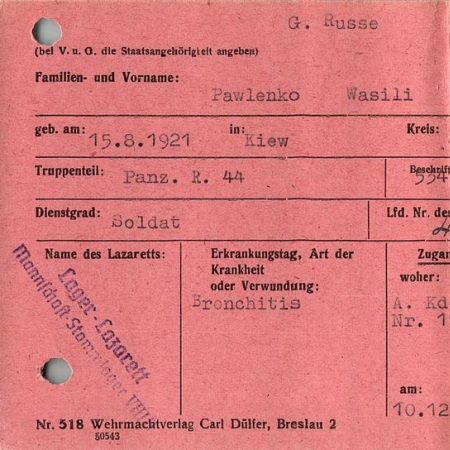 G. Russe
(bei V. u. G. die Staatsangehörigkeit angeben)
Familien- und Vorname:
Pawlenko Wasili
geb. am: 15.8.1921 in: Kiew Kreis:
Truppenteil: Panz. R. 44
Dienstgrad: Soldat Lfd. Nr. des
Name des Lazaretts: Erkrankungstag, Art der Krankheit oder Verwundung: Zugan
woher:
Bronchitis A. Kd
Nr. 1
Lager-Lazarett
Mannschaft-Stammlager VIII
am:
10.12
Nr. 518 Wehrmachtverlag Carl Dülfer, Breslau 2
50543